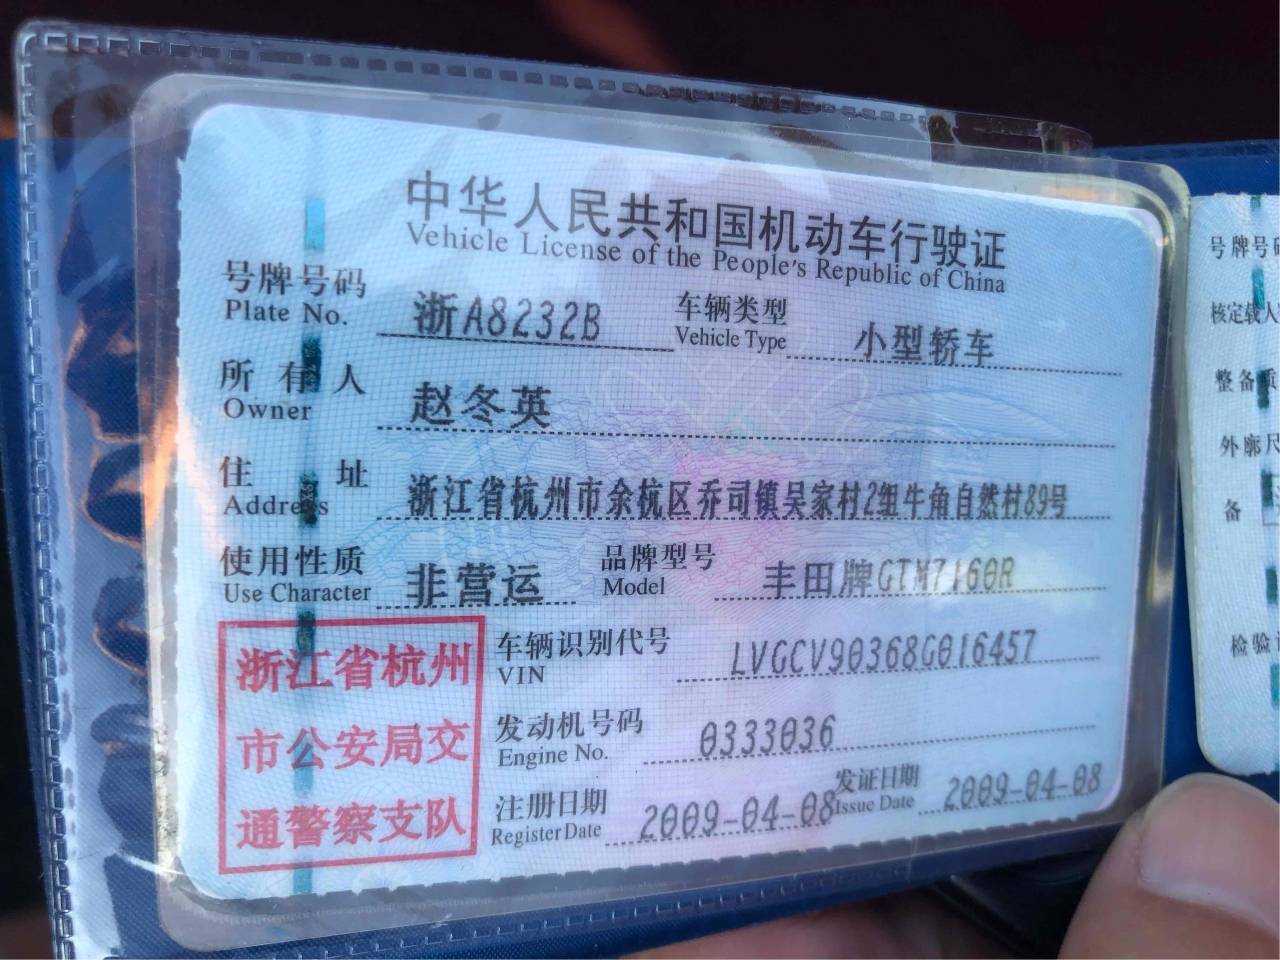 中华人民共和国机动车行驶证
Vehicle License of the People's Republic of China
号牌号码 浙A8232B 车辆类型 小型轿车
Plate No. Vehicle Type
所有人 赵冬英
Owner
住址 浙江省杭州市余杭区乔司镇吴家村2组牛角自然村89号
Address
使用性质 非营运 品牌型号 丰田牌GTM7160R
Use Character Model
车辆识别代号 LVGCV90368G016457
VIN
发动机号码 0333036
Engine No.
注册日期 2009-04-08 发证日期 2009-04-08
Register Date Issue Date
浙江省杭州
市公安局交
通警察支队
号牌号码
核定载人
整备质
外廓尺
备
检验